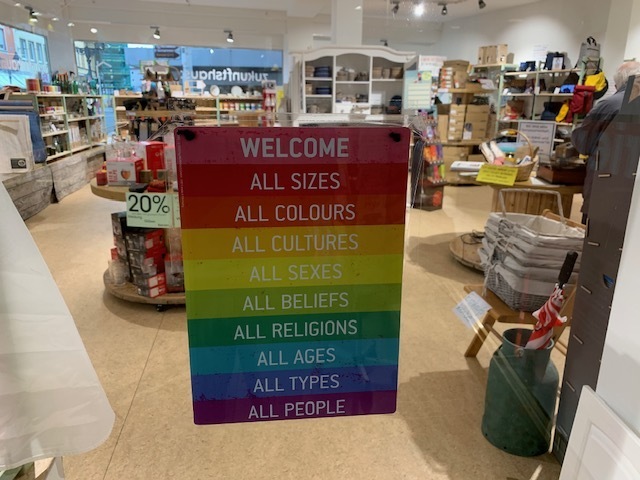 zukunftshaus
WELCOME
ALL SIZES
ALL COLOURS
ALL CULTURES
ALL SEXES
ALL BELIEFS
ALL RELIGIONS
ALL AGES
ALL TYPES
ALL PEOPLE
20%